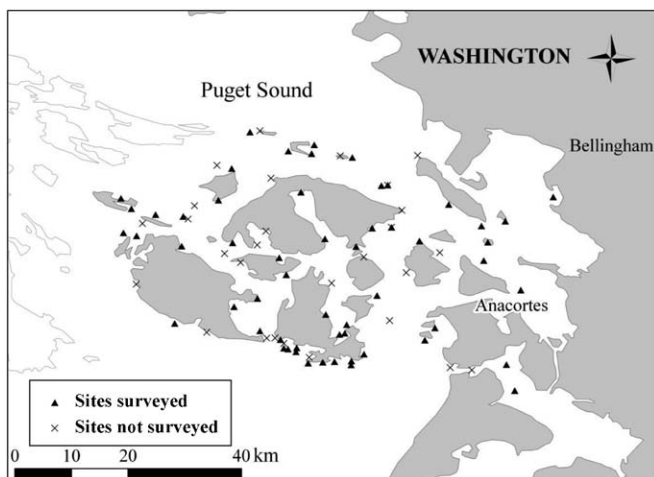 WASHINGTON
Puget Sound
Bellingham
Anacortes
Sites surveyed
Sites not surveyed
0 10 20 40 km